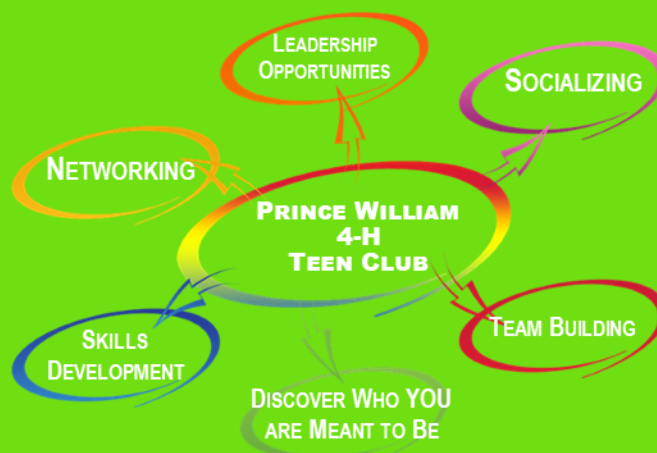 LEADERSHIP
OPPORTUNITIES
SOCIALIZING
NETWORKING
PRINCE WILLIAM
4-H
TEEN CLUB
TEAM BUILDING
SKILLS
DEVELOPMENT
DISCOVER WHO YOU
ARE MEANT TO BE